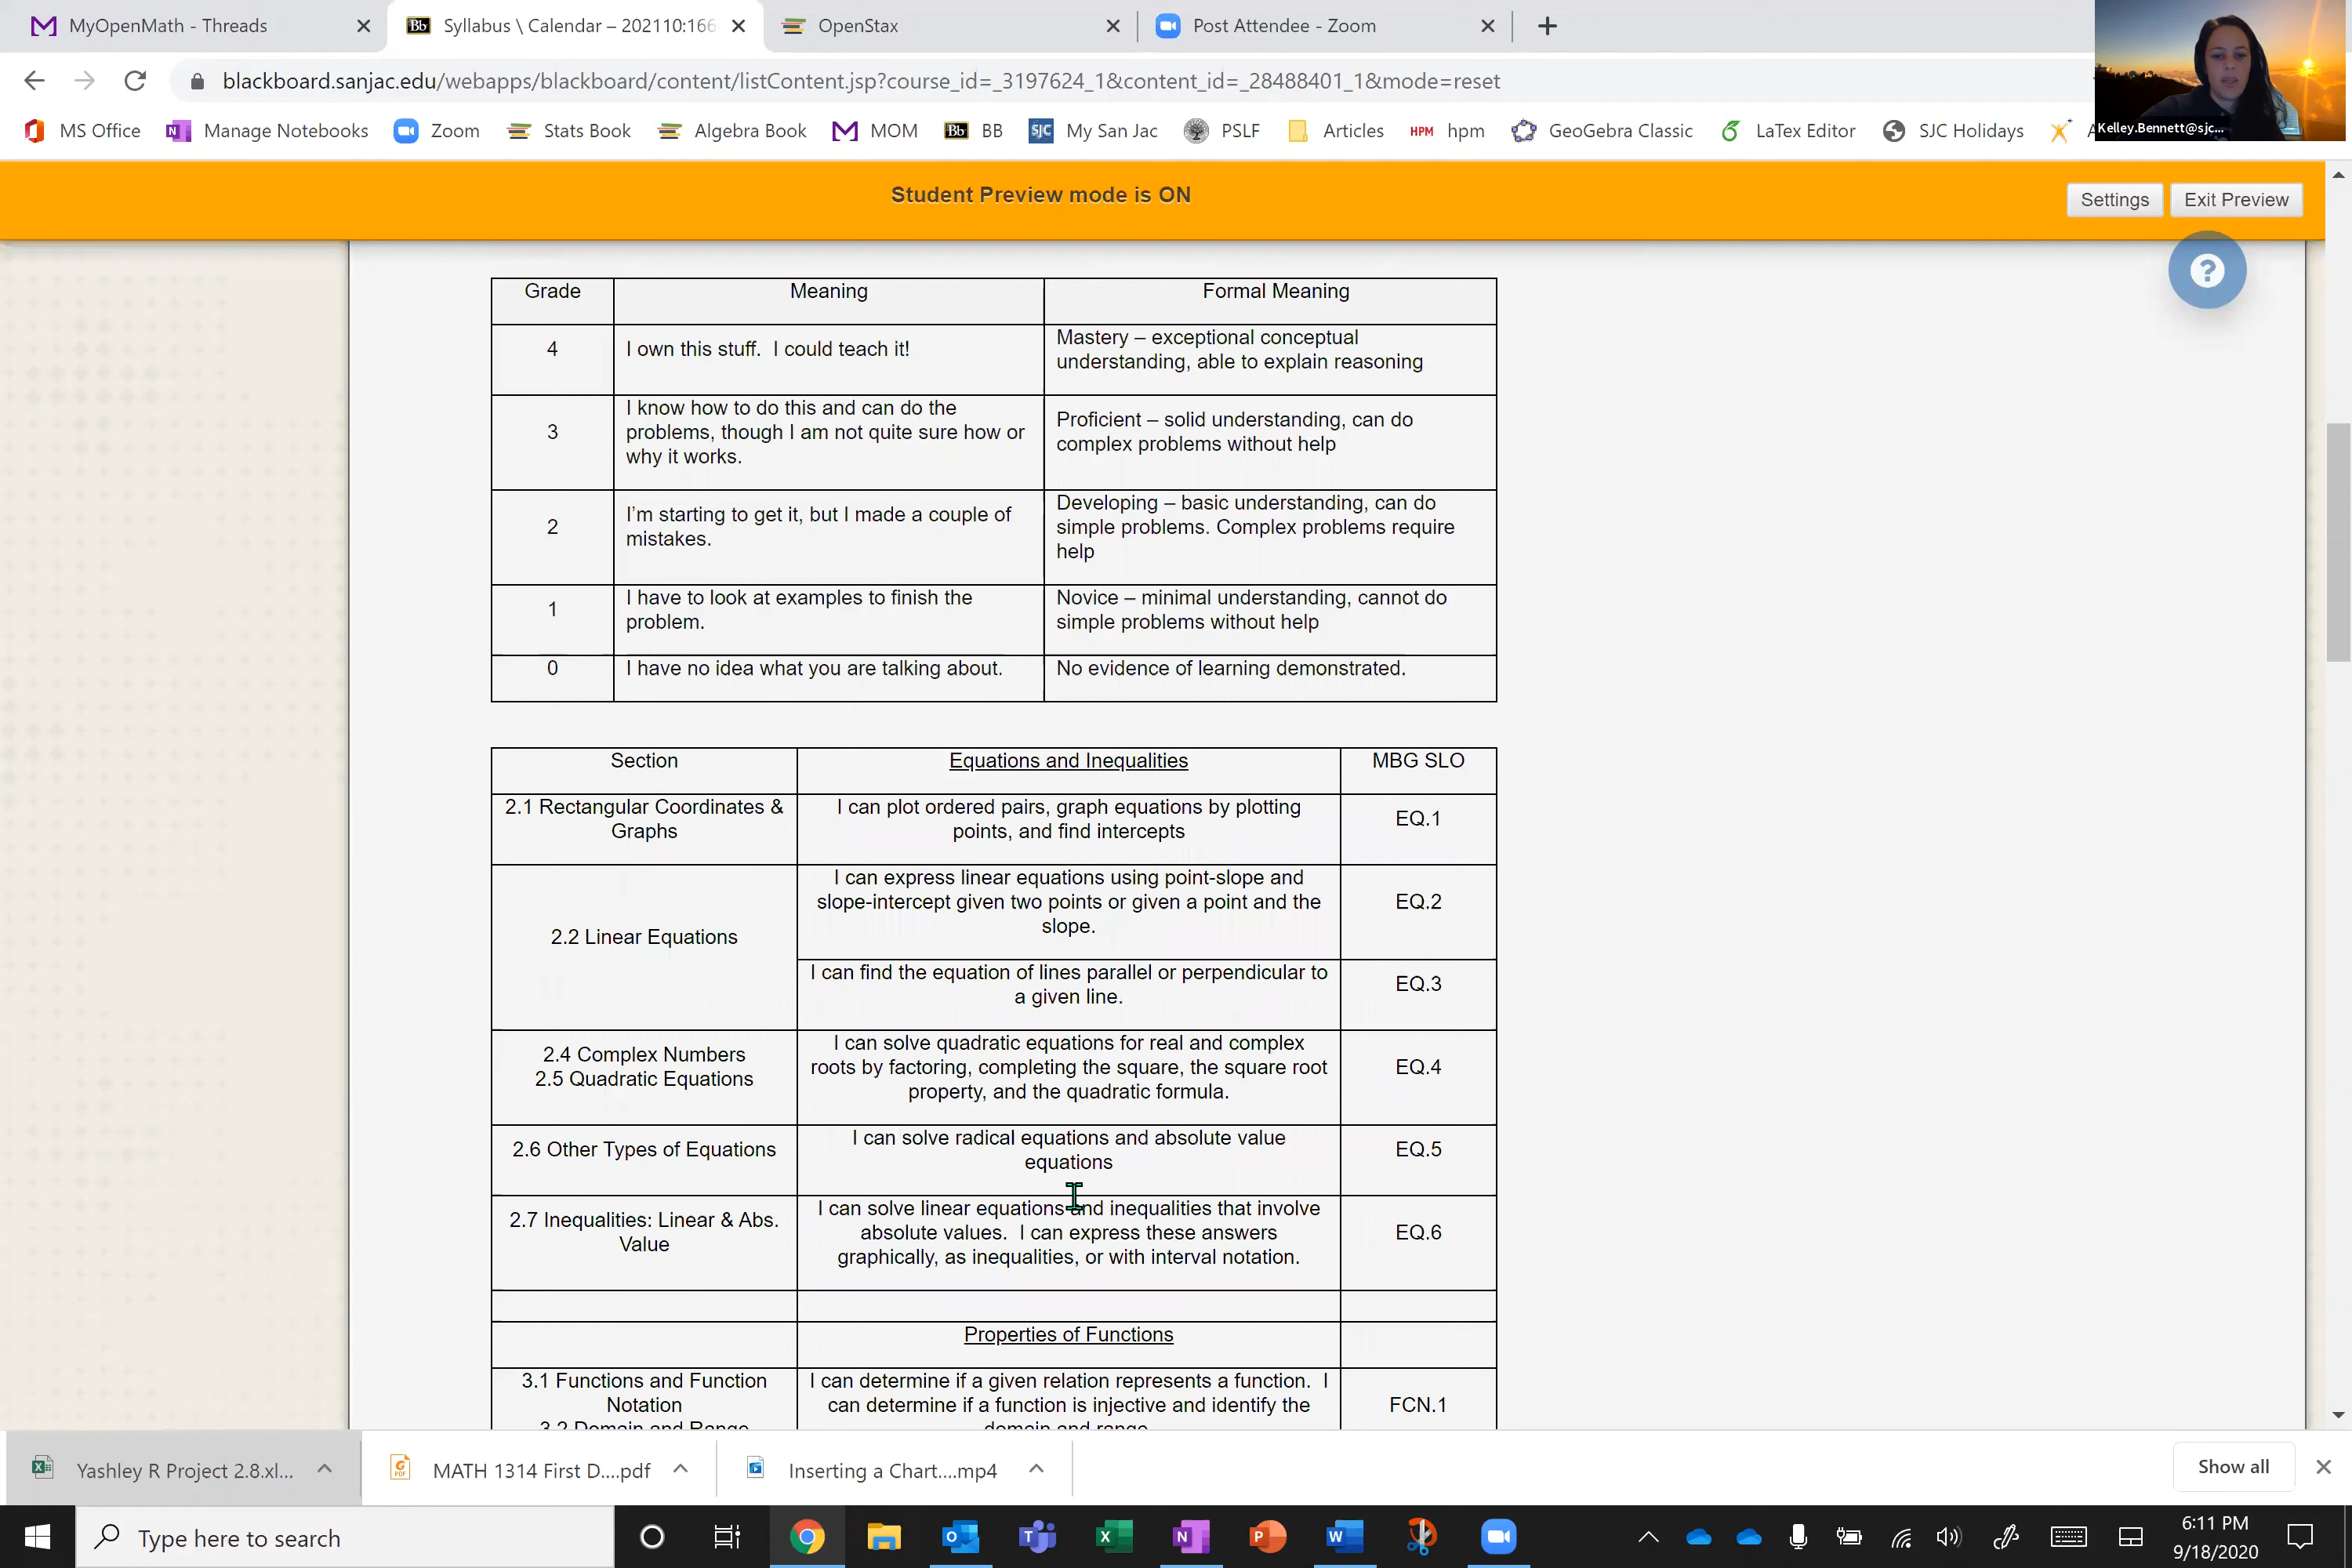 MyOpenMath - Threads
Syllabus \ Calendar – 202110:166
OpenStax
Post Attendee - Zoom
blackboard.sanjac.edu/webapps/blackboard/content/listContent.jsp?course_id=_3197624_1&content_id=_28488401_1&mode=reset
MS Office
Manage Notebooks
Zoom
Stats Book
Algebra Book
MOM
Bb BB
SJC My San Jac
PSLF
Articles
HPM hpm
GeoGebra Classic
LaTex Editor
SJC Holidays
Kelley.Bennett@sjc...
Student Preview mode is ON
Settings
Exit Preview
?
Grade Meaning Formal Meaning
4
I own this stuff. I could teach it!
Mastery – exceptional conceptual
understanding, able to explain reasoning
3
I know how to do this and can do the
problems, though I am not quite sure how or
why it works.
Proficient – solid understanding, can do
complex problems without help
2
I'm starting to get it, but I made a couple of
mistakes.
Developing – basic understanding, can do
simple problems. Complex problems require
help
1
I have to look at examples to finish the
problem.
Novice – minimal understanding, cannot do
simple problems without help
0
I have no idea what you are talking about.
No evidence of learning demonstrated.
Section Equations and Inequalities MBG SLO
2.1 Rectangular Coordinates &
Graphs
I can plot ordered pairs, graph equations by plotting
points, and find intercepts
EQ.1
2.2 Linear Equations
I can express linear equations using point-slope and
slope-intercept given two points or given a point and the
slope.
EQ.2
I can find the equation of lines parallel or perpendicular to
a given line.
EQ.3
2.4 Complex Numbers
2.5 Quadratic Equations
I can solve quadratic equations for real and complex
roots by factoring, completing the square, the square root
property, and the quadratic formula.
EQ.4
2.6 Other Types of Equations
I can solve radical equations and absolute value
equations
EQ.5
2.7 Inequalities: Linear & Abs.
Value
I can solve linear equations and inequalities that involve
absolute values. I can express these answers
graphically, as inequalities, or with interval notation.
EQ.6
Properties of Functions
3.1 Functions and Function
Notation
3.2 Domain and Range
I can determine if a given relation represents a function. I
can determine if a function is injective and identify the
domain and range
FCN.1
Yashley R Project 2.8.xl...
MATH 1314 First D....pdf
Inserting a Chart....mp4
Show all
Type here to search
6:11 PM
9/18/2020